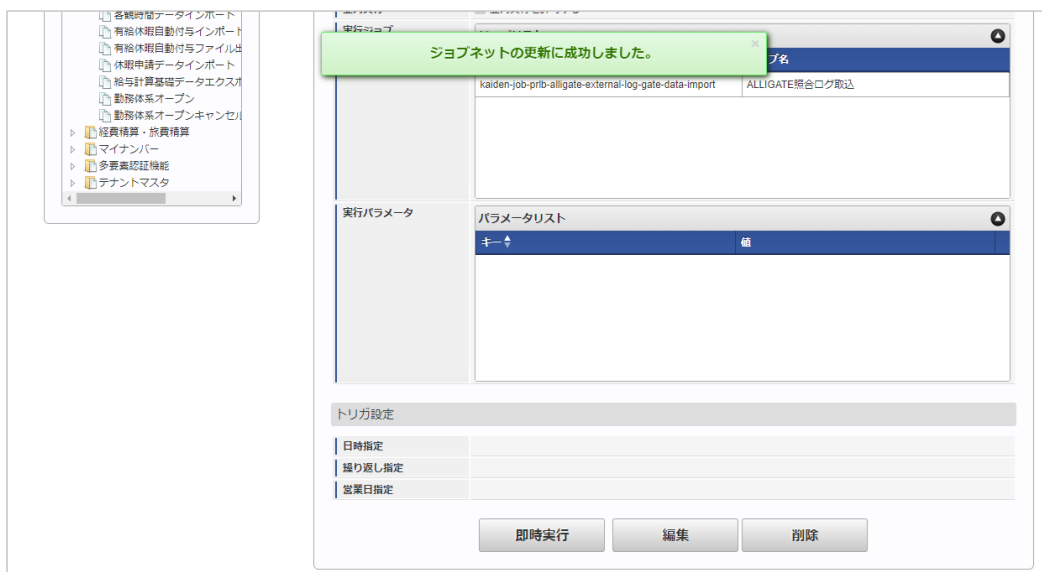 各観時間データインポート
有給休暇自動付与インポート
有給休暇自動付与ファイル出
休暇申請データインポート
給与計算基礎データエクスポ
勤務体系オープン
勤務体系オープンキャンセル
経費精算・旅費精算
マイナンバー
多要素認証機能
テナントマスタ
実行ジョブ
ジョブネットの更新に成功しました。
×
ブ名
kaiden-job-prlb-alligate-external-log-gate-data-import
ALLIGATE照合ログ取込
実行パラメータ
パラメータリスト
キー
値
トリガ設定
日時指定
繰り返し指定
営業日指定
即時実行
編集
削除